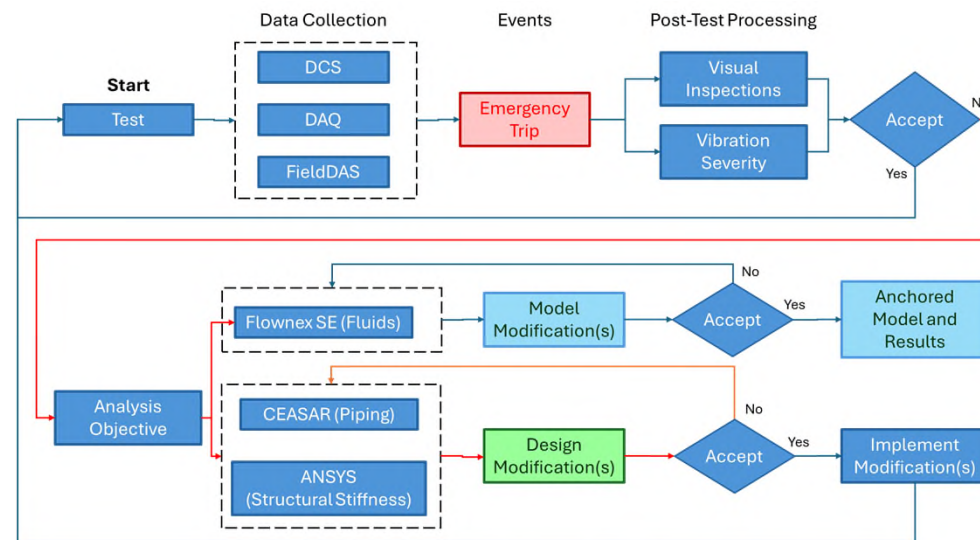 Data Collection
Events
Post-Test Processing
Start
Test
DCS
DAQ
FieldDAS
Emergency
Trip
Visual
Inspections
Vibration
Severity
Accept
Yes
Flownex SE (Fluids)
Model
Modification(s)
Accept
No
Yes
Anchored
Model and
Results
Analysis
Objective
CEASAR (Piping)
ANSYS
(Structural Stiffness)
Design
Modification(s)
Accept
No
Yes
Implement
Modification(s)